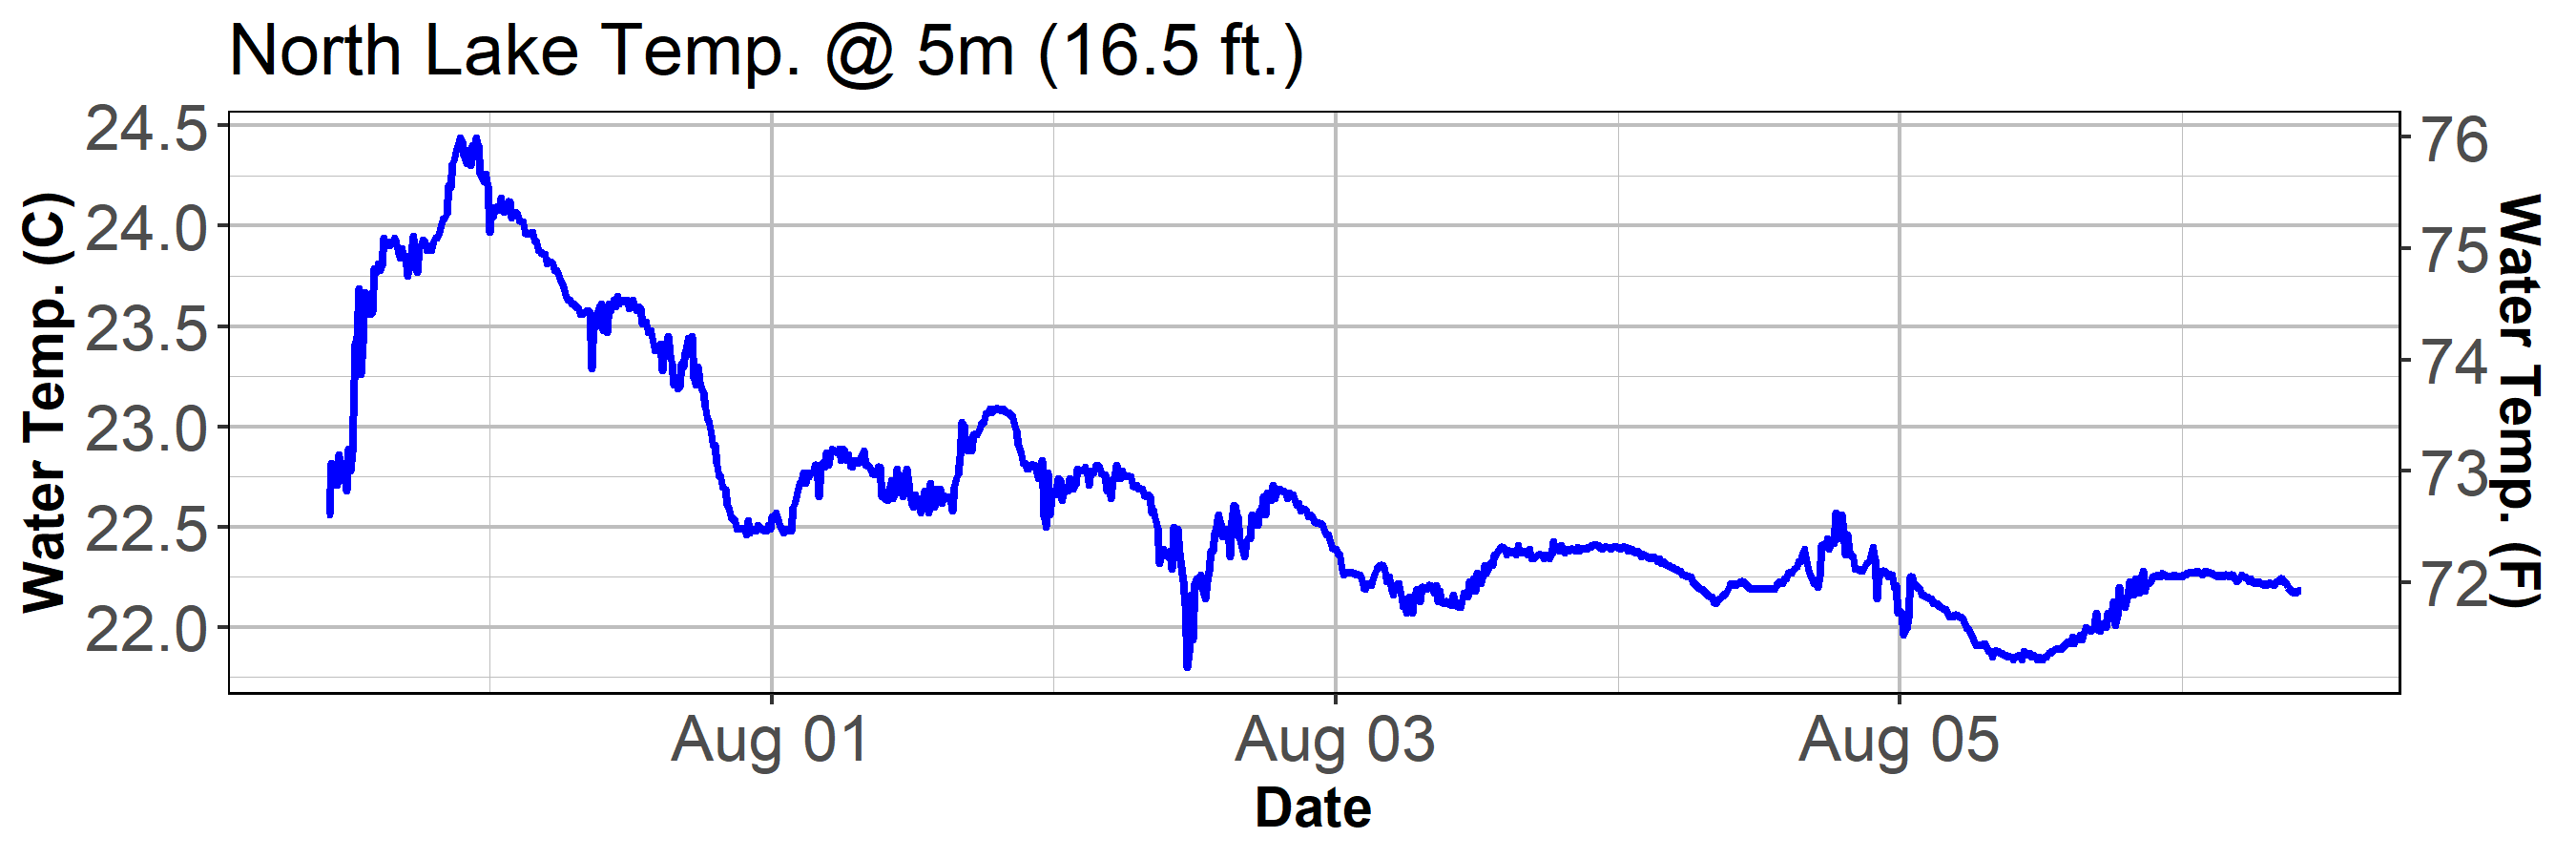 North Lake Temp. @ 5m (16.5 ft.)
Water Temp. (C)
24.5
24.0
23.5
23.0
22.5
22.0
76
75
74
73
72
Water Temp. (F)
Aug 01 Aug 03 Aug 05
Date